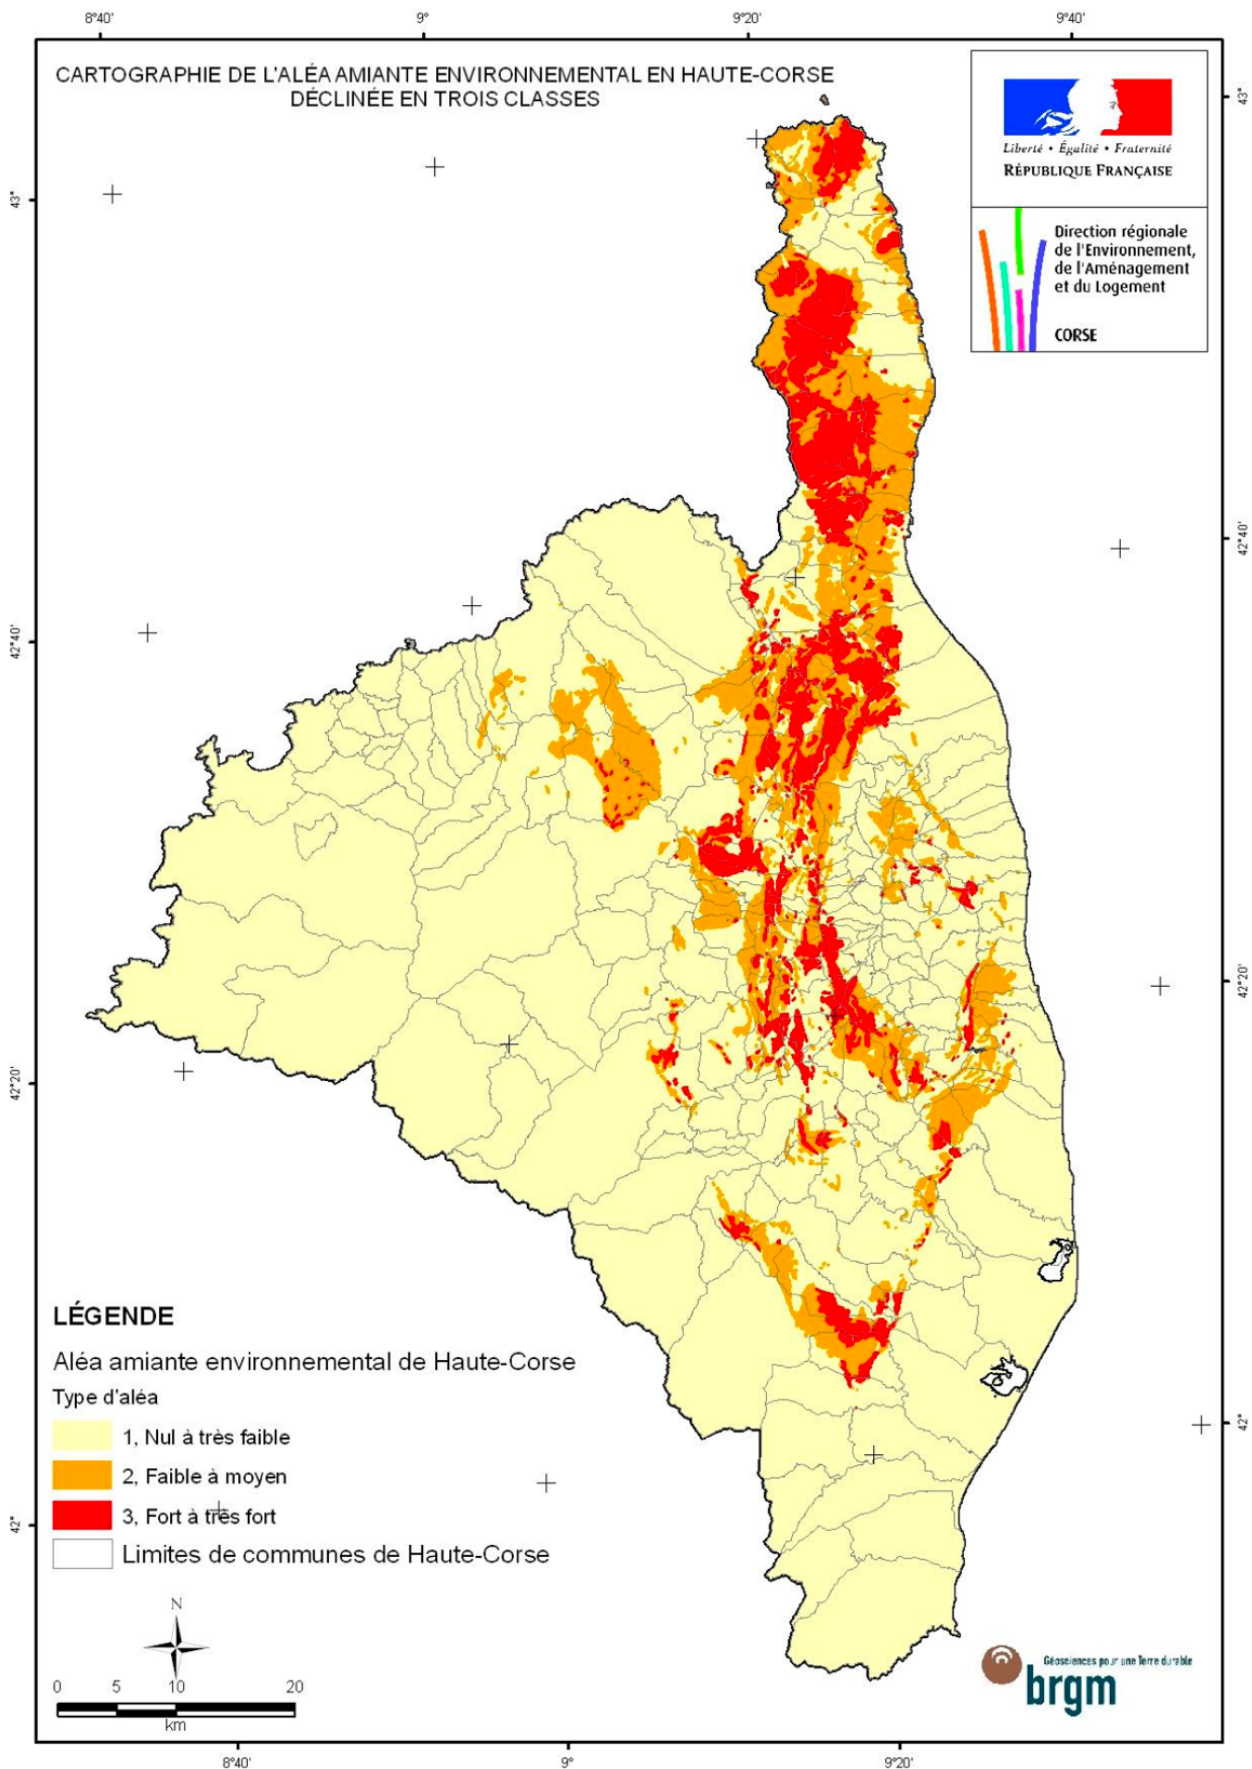 8°40'
9°
9°20'
9°40'
CARTOGRAPHIE DE L'ALÉA AMIANTE ENVIRONNEMENTAL EN HAUTE-CORSE
DÉCLINÉE EN TROIS CLASSES
Liberté • Égalité • Fraternité
RÉPUBLIQUE FRANÇAISE
Direction régionale
de l'Environnement,
de l'Aménagement
et du Logement
CORSE
43°
43°
42°40'
42°40'
42°20'
42°20'
42°
42°
LÉGENDE
Aléa amiante environnemental de Haute-Corse
Type d'aléa
1, Nul à très faible
2, Faible à moyen
3, Fort à très fort
Limites de communes de Haute-Corse
N
0 5 10 20
km
Géosciences pour une Terre durable
brgm
8°40'
9°
9°20'